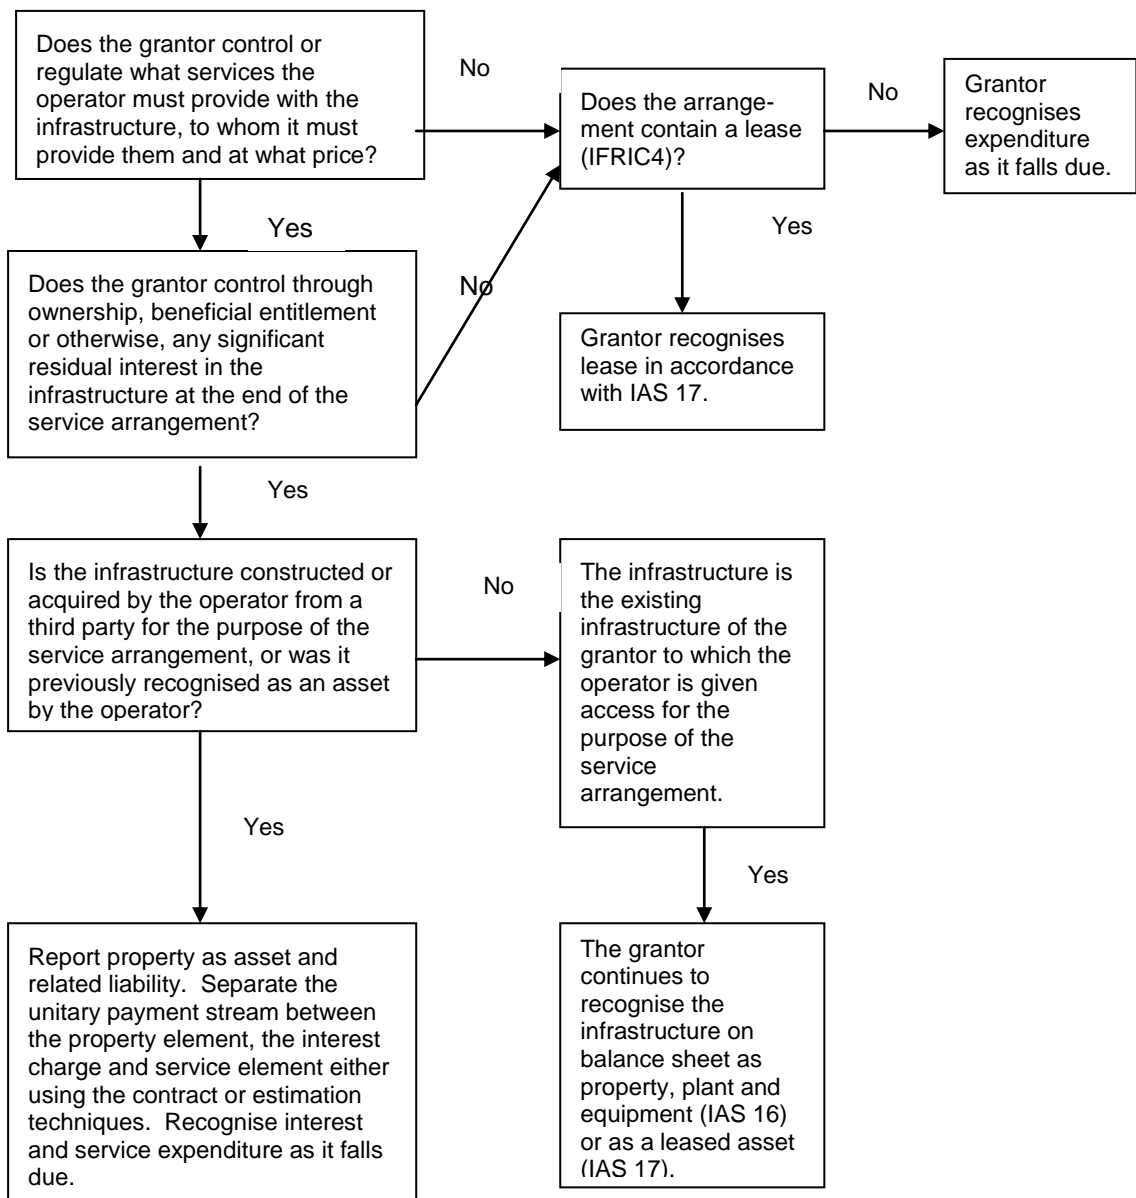 Does the grantor control or
regulate what services the
operator must provide with the
infrastructure, to whom it must
provide them and at what price?
No
Does the arrange-
ment contain a lease
(IFRIC4)?
No
Grantor
recognises
expenditure
as it falls due.
Yes
Yes
Does the grantor control through
ownership, beneficial entitlement
or otherwise, any significant
residual interest in the
infrastructure at the end of the
service arrangement?
No
Grantor recognises
lease in accordance
with IAS 17.
Yes
Is the infrastructure constructed or
acquired by the operator from a
third party for the purpose of the
service arrangement, or was it
previously recognised as an asset
by the operator?
No
The infrastructure is
the existing
infrastructure of the
grantor to which the
operator is given
access for the
purpose of the
service
arrangement.
Yes
Yes
Report property as asset and
related liability.  Separate the
unitary payment stream between
the property element, the interest
charge and service element either
using the contract or estimation
techniques.  Recognise interest
and service expenditure as it falls
due.
The grantor
continues to
recognise the
infrastructure on
balance sheet as
property, plant and
equipment (IAS 16)
or as a leased asset
(IAS 17).